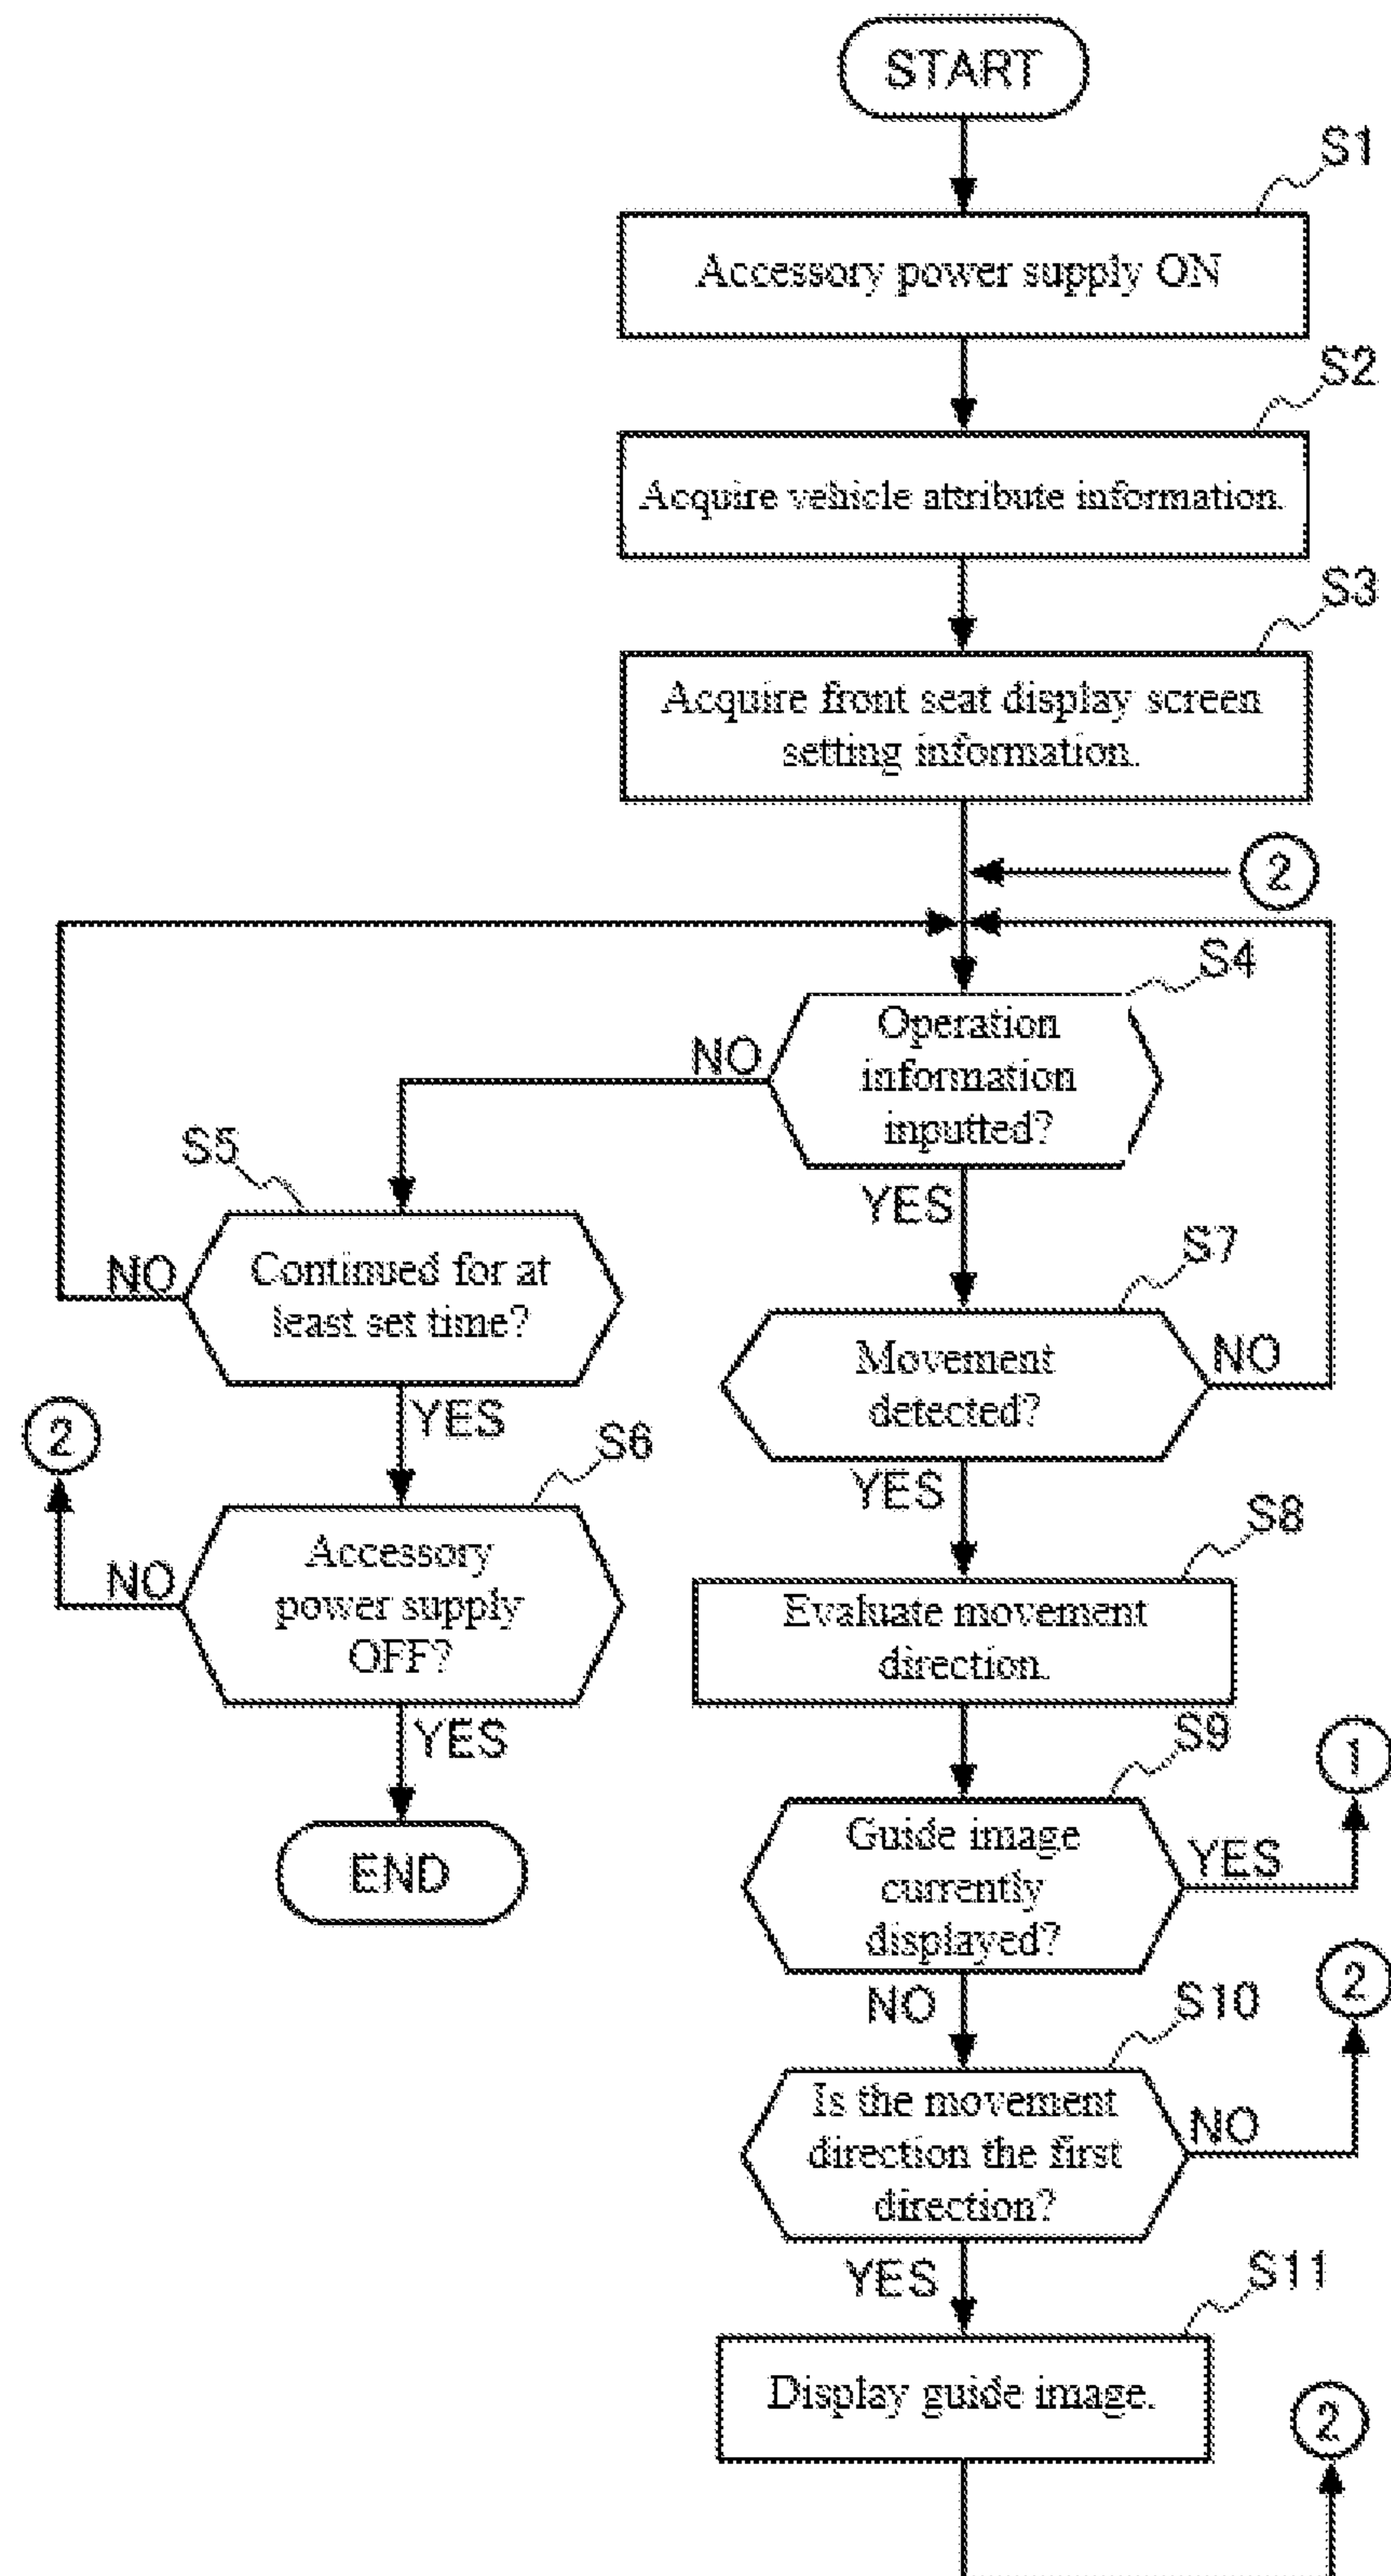 START
S1
Accessory power supply ON
S2
Acquire vehicle attribute information.
S3
Acquire front seat display screen
setting information.
2
S4
Operation
information
inputted?
NO
YES
S5
Continued for at
least set time?
NO
YES
S7
Movement
detected?
NO
YES
2
S6
Accessory
power supply
OFF?
NO
YES
END
S8
Evaluate movement
direction.
S9
Guide image
currently
displayed?
YES
1
NO
S10
Is the movement
direction the first
direction?
NO
2
YES
S11
Display guide image.
2